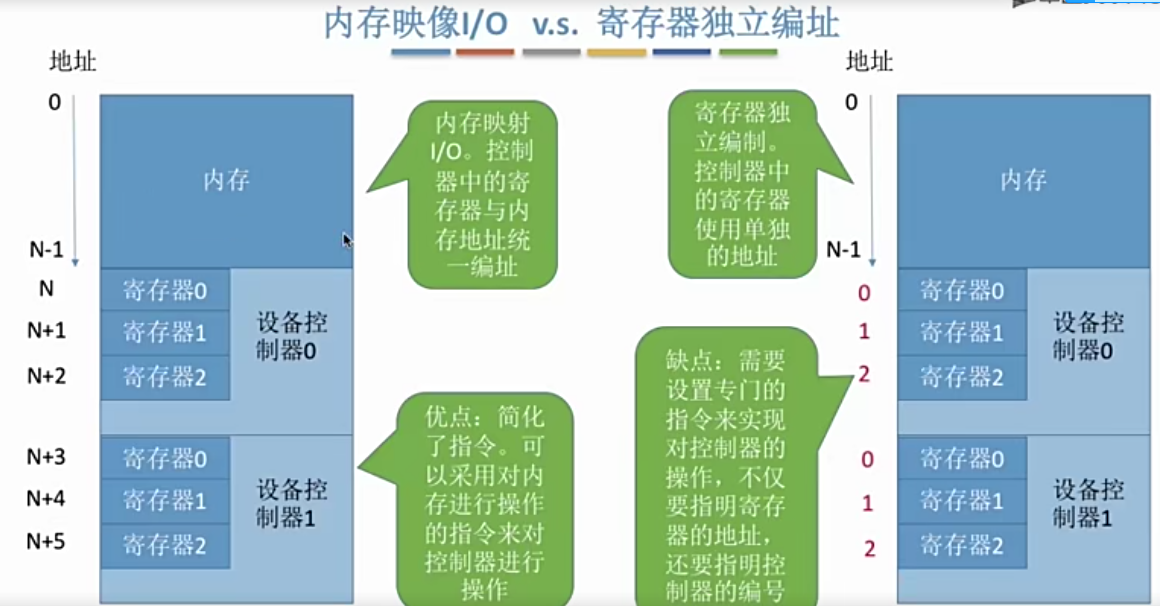 内存映像I/O v.s. 寄存器独立编址
地址
0
内存
N-1
N
寄存器0
N+1
寄存器1
N+2
寄存器2
设备控
制器0
N+3
寄存器0
N+4
寄存器1
N+5
寄存器2
设备控
制器1
内存映射
I/O。控制
器中的寄
存器与内
存地址统
一编址
优点：简化
了指令。可
以采用对内
存进行操作
的指令来对
控制器进行
操作
寄存器独
立编制。
控制器中
的寄存器
使用单独
的地址
缺点：需要
设置专门的
指令来实现
对控制器的
操作，不仅
要指明寄存
器的地址，
还要指明控
制器的编号
地址
0
内存
N-1
0
寄存器0
1
寄存器1
2
寄存器2
设备控
制器0
0
寄存器0
1
寄存器1
2
寄存器2
设备控
制器1